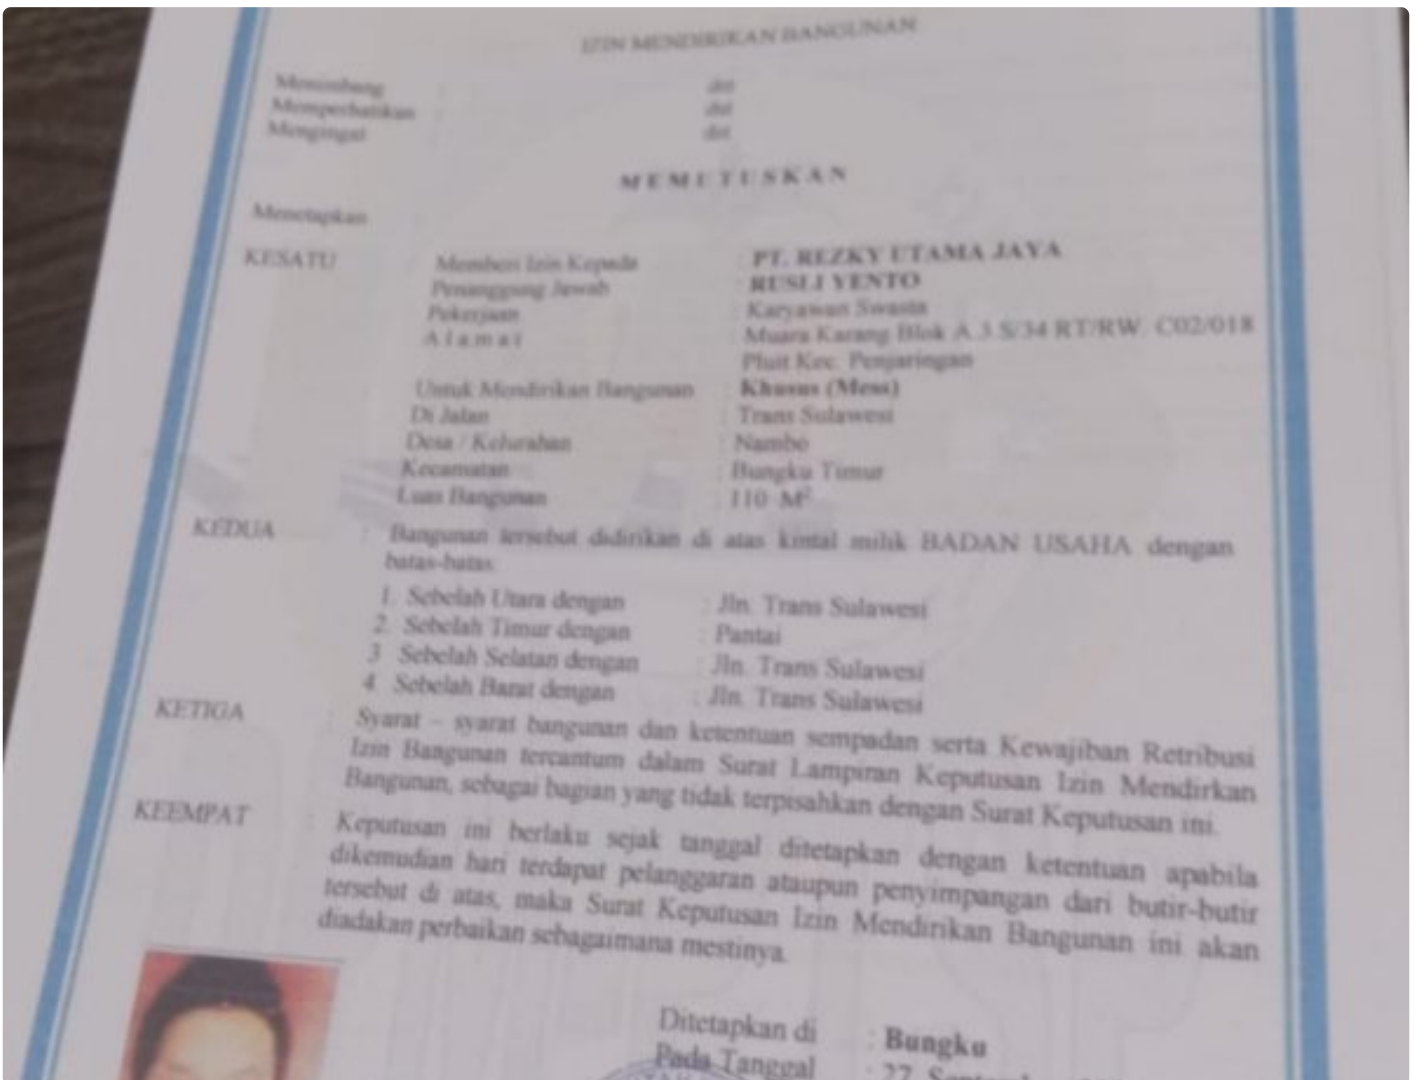 IZIN MENDIRIKAN BANGUNAN
Menimbang : dst
Memperhatikan : dst
Mengingat dst
MEMUTUSKAN
Menetapkan
KESATU Memberi Izin Kepada : PT. REZKY UTAMA JAYA
Penanggung Jawab : RUSLI YENTO
Pekerjaan : Karyawan Swasta
Alamat : Muara Karang Blok A.3 S/34 RT/RW. C02/018
Pluit Kec. Penjaringan
Untuk Mendirikan Bangunan : Khusus (Mess)
Di Jalan : Trans Sulawesi
Desa / Kelurahan : Nambo
Kecamatan : Bungku Timur
Luas Bangunan : 110 M²
KEDUA : Bangunan tersebut didirikan di atas kintal milik BADAN USAHA dengan
batas-batas:
1. Sebelah Utara dengan : Jln. Trans Sulawesi
2. Sebelah Timur dengan : Pantai
3 Sebelah Selatan dengan : Jln. Trans Sulawesi
4 Sebelah Barat dengan : Jln. Trans Sulawesi
KETIGA : Syarat – syarat bangunan dan ketentuan sempadan serta Kewajiban Retribusi
Izin Bangunan tercantum dalam Surat Lampiran Keputusan Izin Mendirkan
Bangunan, sebagai bagian yang tidak terpisahkan dengan Surat Keputusan ini.
KEEMPAT : Keputusan ini berlaku sejak tanggal ditetapkan dengan ketentuan apabila
dikemudian hari terdapat pelanggaran ataupun penyimpangan dari butir-butir
tersebut di atas, maka Surat Keputusan Izin Mendirikan Bangunan ini akan
diadakan perbaikan sebagaimana mestinya.
Ditetapkan di : Bungku
Pada Tanggal : 27